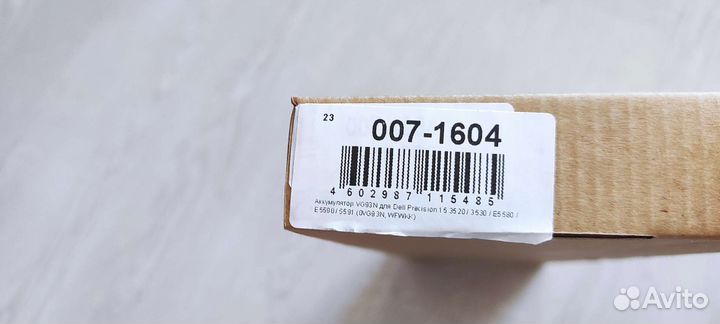 23
007-1604
4 602987 115485
Аккумулятор VG93N для Dell Precision 15 3520 / 3530 / E5580 /
E5590 / 5591 (0VG93N, WFWKK)
Avito